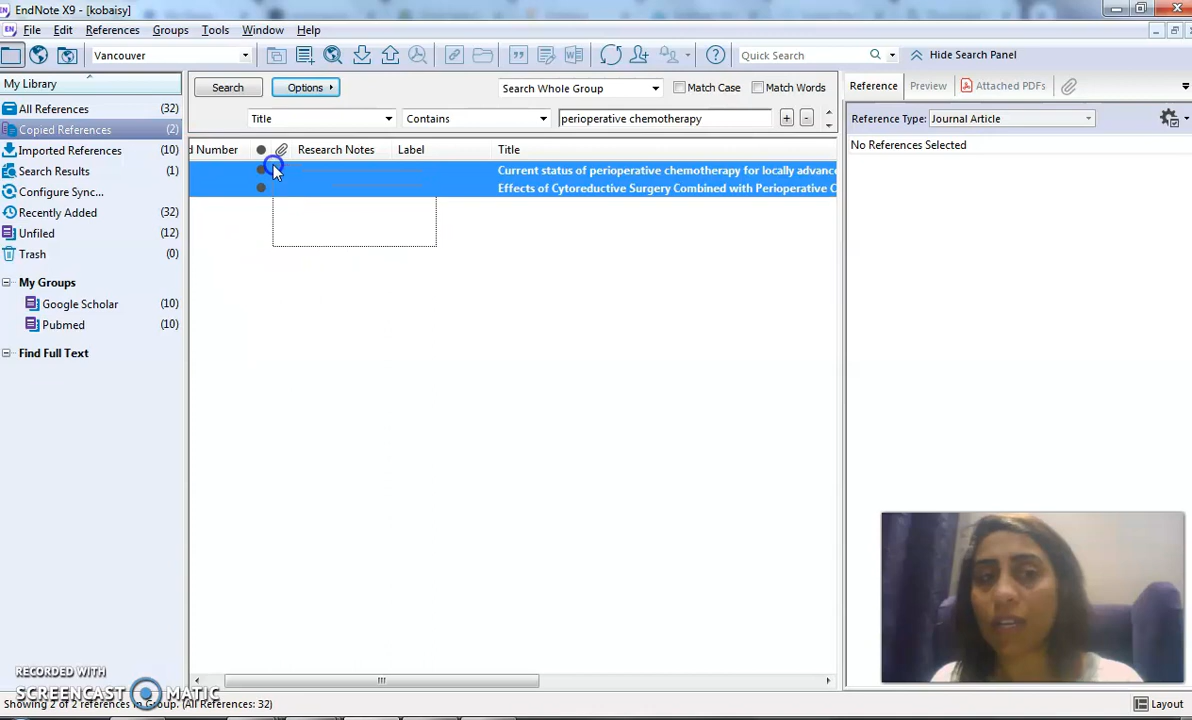 EndNote X9 - [kobaisy]
File Edit References Groups Tools Window Help
Vancouver
Quick Search
Hide Search Panel
My Library
All References (32)
Copied References (2)
Imported References (10)
Search Results (1)
Configure Sync...
Recently Added (32)
Unfiled (12)
Trash (0)
My Groups
Google Scholar (10)
Pubmed (10)
Find Full Text
Search Options Search Whole Group Match Case Match Words
Title Contains perioperative chemotherapy + -
d Number Research Notes Label Title
Current status of perioperative chemotherapy for locally advance
Effects of Cytoreductive Surgery Combined with Perioperative C
Reference Preview Attached PDFs
Reference Type: Journal Article
No References Selected
RECORDED WITH
SCREENCAST MATIC
Showing 2 of 2 references in Group. (All References: 32)
Layout